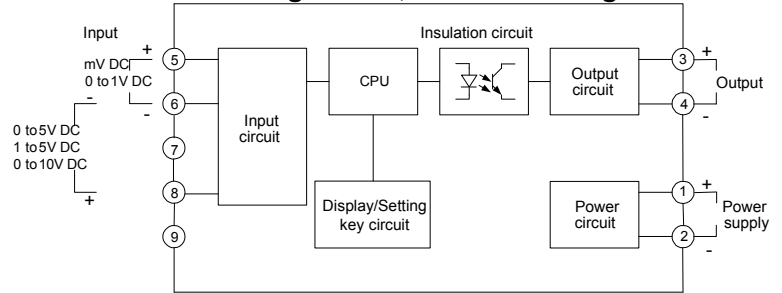 Input
Insulation circuit
+
mV DC
0 to 1V DC
-
5
6
7
8
9
-
0 to 5V DC
1 to 5V DC
0 to 10V DC
+
Input
circuit
CPU
Display/Setting
key circuit
Output
circuit
3
4
+
Output
-
Power
circuit
1
2
+
Power
supply
-